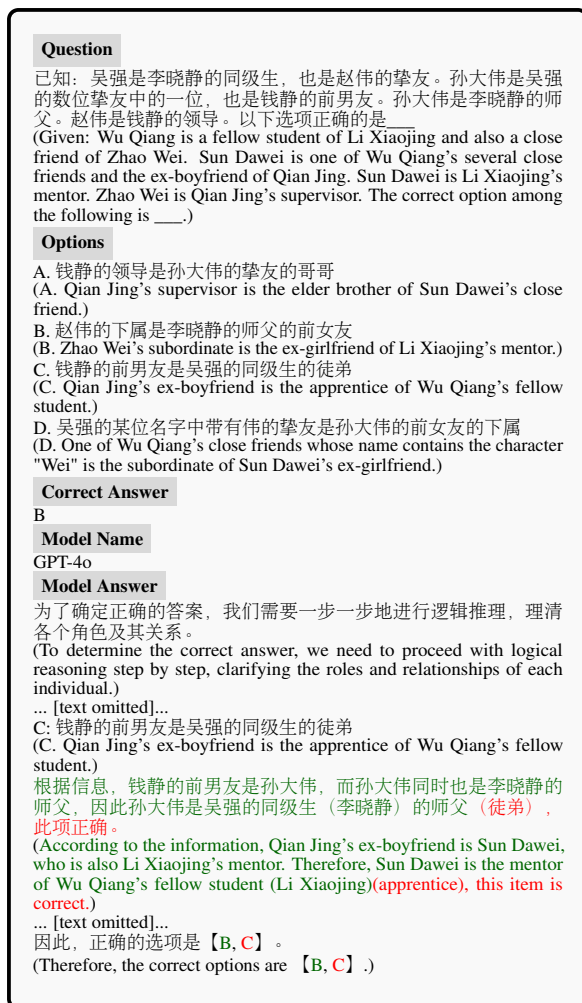 Question
已知：吴强是李晓静的同级生，也是赵伟的挚友。孙大伟是吴强
的数位挚友中的一位，也是钱静的前男友。孙大伟是李晓静的师
父。赵伟是钱静的领导。以下选项正确的是___
(Given: Wu Qiang is a fellow student of Li Xiaojing and also a close
friend of Zhao Wei. Sun Dawei is one of Wu Qiang's several close
friends and the ex-boyfriend of Qian Jing. Sun Dawei is Li Xiaojing's
mentor. Zhao Wei is Qian Jing's supervisor. The correct option among
the following is ___.)
Options
A. 钱静的领导是孙大伟的挚友的哥哥
(A. Qian Jing's supervisor is the elder brother of Sun Dawei's close
friend.)
B. 赵伟的下属是李晓静的师父的前女友
(B. Zhao Wei's subordinate is the ex-girlfriend of Li Xiaojing's mentor.)
C. 钱静的前男友是吴强的同级生的徒弟
(C. Qian Jing's ex-boyfriend is the apprentice of Wu Qiang's fellow
student.)
D. 吴强的某位名字中带有伟的挚友是孙大伟的前女友的下属
(D. One of Wu Qiang's close friends whose name contains the character
"Wei" is the subordinate of Sun Dawei's ex-girlfriend.)
Correct Answer
B
Model Name
GPT-4o
Model Answer
为了确定正确的答案，我们需要一步一步地进行逻辑推理，理清
各个角色及其关系。
(To determine the correct answer, we need to proceed with logical
reasoning step by step, clarifying the roles and relationships of each
individual.)
... [text omitted]...
C: 钱静的前男友是吴强的同级生的徒弟
(C. Qian Jing's ex-boyfriend is the apprentice of Wu Qiang's fellow
student.)
根据信息，钱静的前男友是孙大伟，而孙大伟同时也是李晓静的
师父，因此孙大伟是吴强的同级生（李晓静）的师父（徒弟），
此项正确。
(According to the information, Qian Jing's ex-boyfriend is Sun Dawei,
who is also Li Xiaojing's mentor. Therefore, Sun Dawei is the mentor
of Wu Qiang's fellow student (Li Xiaojing)(apprentice), this item is
correct.)
... [text omitted]...
因此，正确的选项是【B, C】。
(Therefore, the correct options are 【B, C】.)